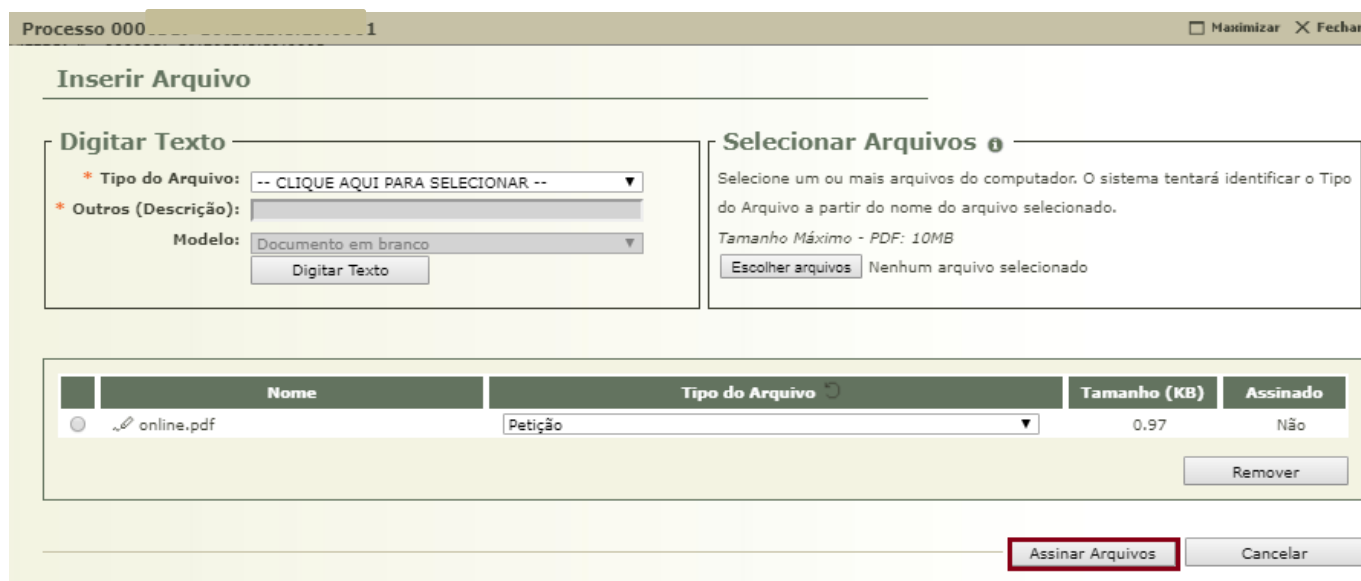 Processo 000 1
Maximizar Fechar
Inserir Arquivo
Digitar Texto
* Tipo do Arquivo: -- CLIQUE AQUI PARA SELECIONAR --
* Outros (Descrição):
Modelo: Documento em branco
Digitar Texto
Selecionar Arquivos
Selecione um ou mais arquivos do computador. O sistema tentará identificar o Tipo
do Arquivo a partir do nome do arquivo selecionado.
Tamanho Máximo - PDF: 10MB
Escolher arquivos Nenhum arquivo selecionado
Nome Tipo do Arquivo Tamanho (KB) Assinado
online.pdf Petição 0.97 Não
Remover
Assinar Arquivos Cancelar